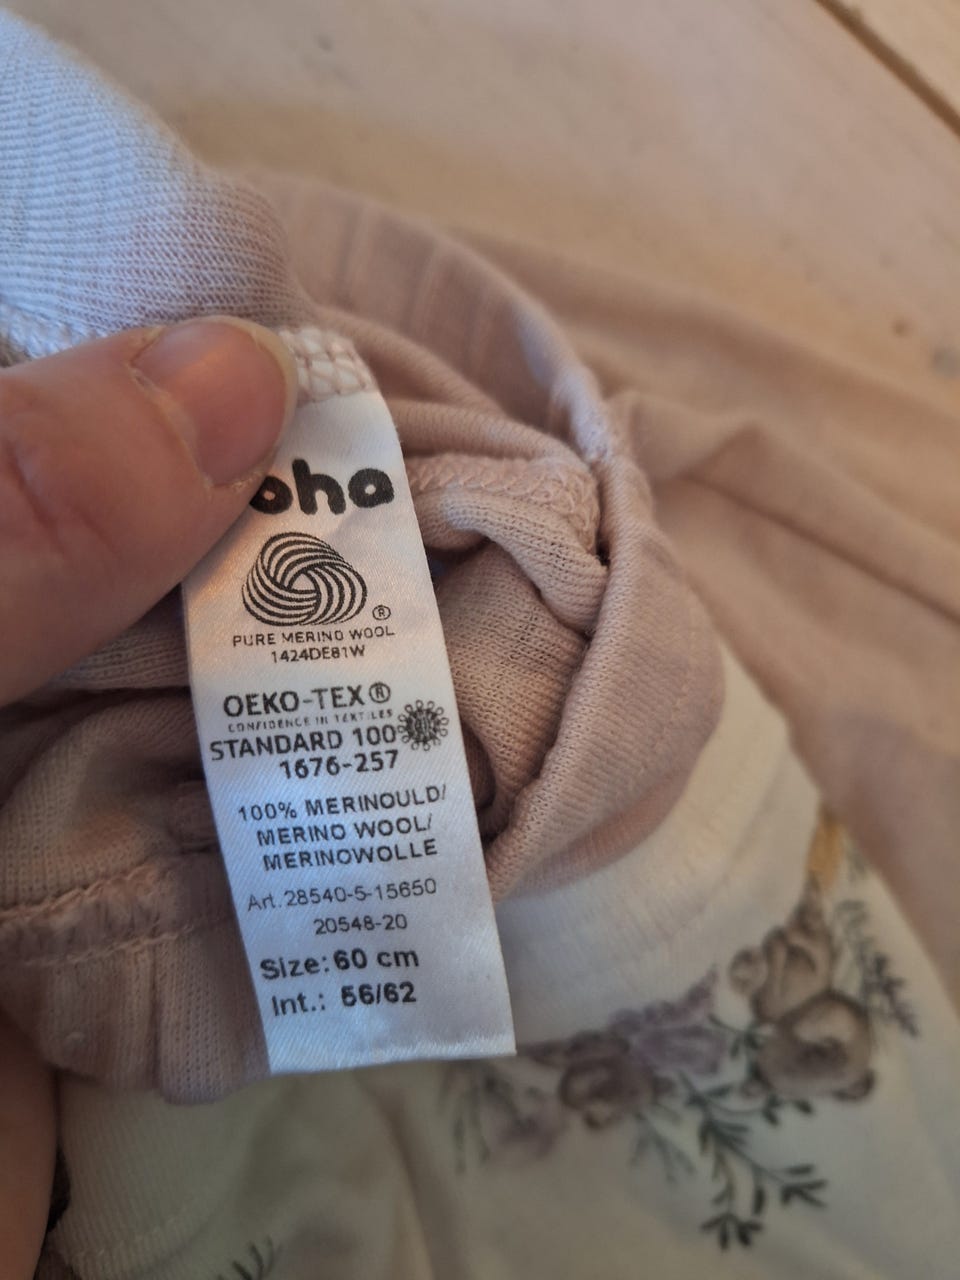 oha
®
PURE MERINO WOOL
1424DE81W
OEKO-TEX®
CONFIDENCE IN TEXTILES
STANDARD 100
1676-257
100% MERINOULD/
MERINO WOOL/
MERINOWOLLE
Art. 28540-5-15650
20548-20
Size: 60 cm
Int.: 56/62